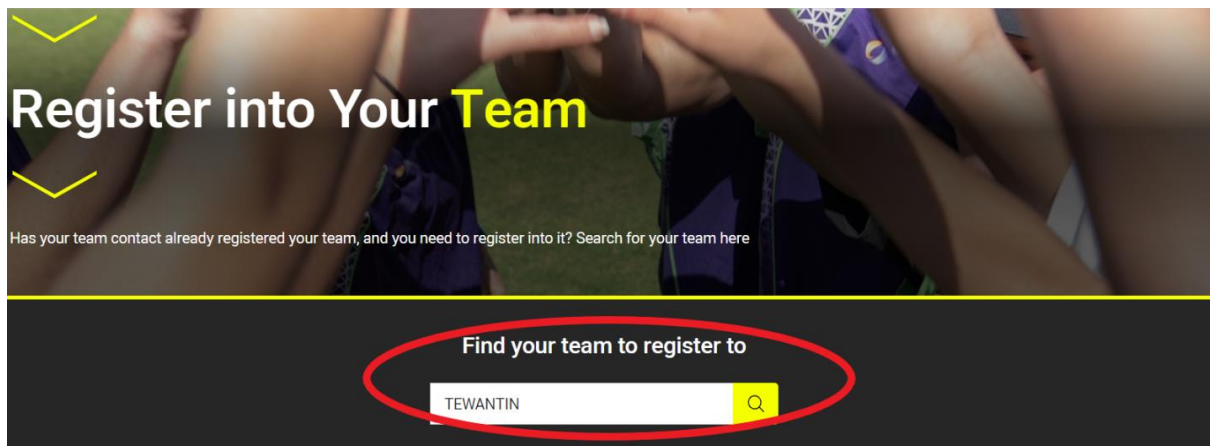 Register into Your Team
Has your team contact already registered your team, and you need to register into it? Search for your team here
Find your team to register to
TEWANTIN